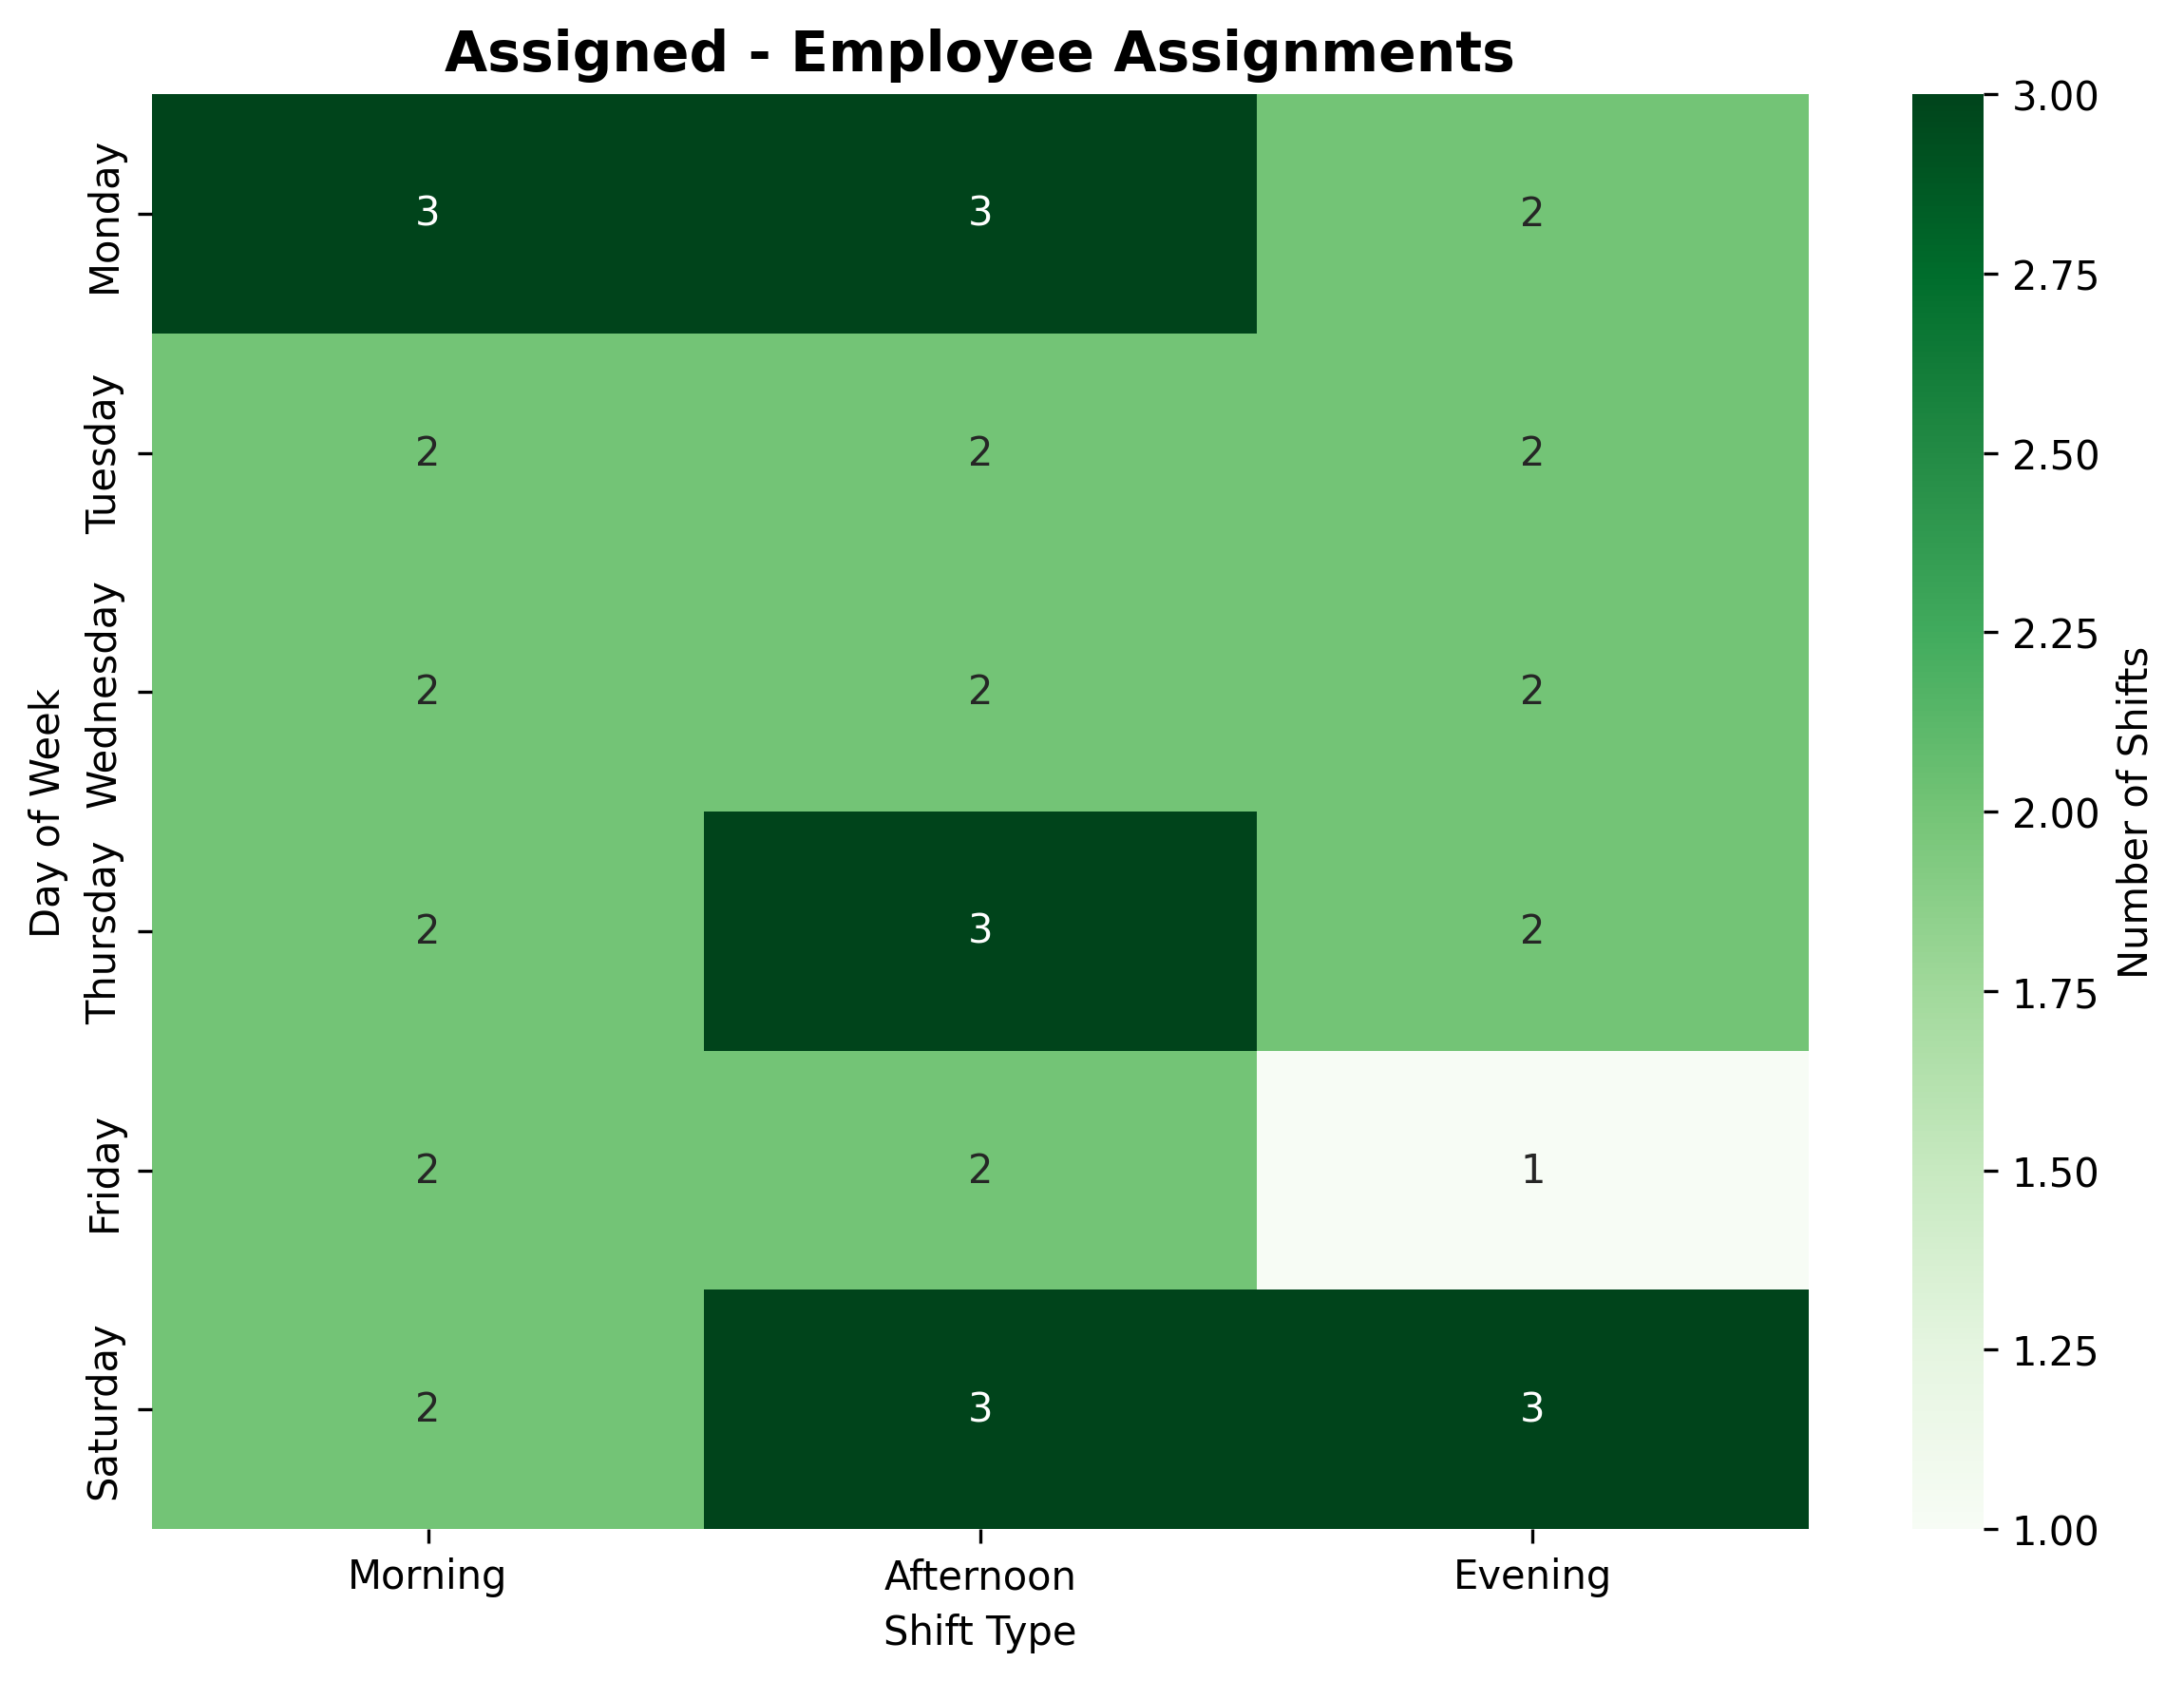 Assigned - Employee Assignments
Day of Week
Monday
3 3 2
Tuesday
2 2 2
Wednesday
2 2 2
Thursday
2 3 2
Friday
2 2 1
Saturday
2 3 3
Morning Afternoon Evening
Shift Type
3.00
2.75
2.50
2.25
2.00
1.75
1.50
1.25
1.00
Number of Shifts